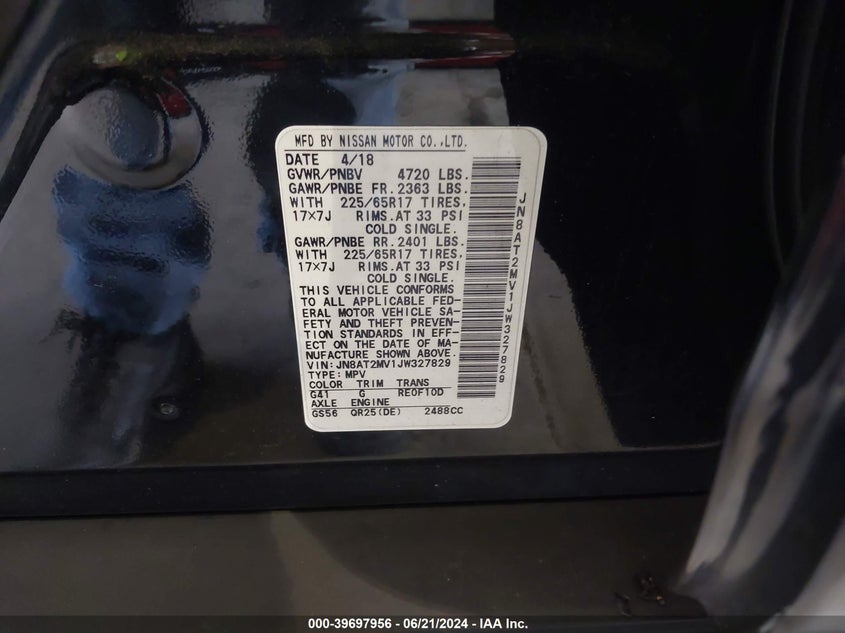 MFD BY NISSAN MOTOR CO.,LTD.
DATE 4/18
GVWR/PNBV 4720 LBS.
GAWR/PNBE FR. 2363 LBS.
WITH 225/65R17 TIRES,
17×7J RIMS.AT 33 PSI
COLD SINGLE.
GAWR/PNBE RR. 2401 LBS.
WITH 225/65R17 TIRES,
17×7J RIMS.AT 33 PSI
COLD SINGLE.
THIS VEHICLE CONFORMS
TO ALL APPLICABLE FED-
ERAL MOTOR VEHICLE SA-
FETY AND THEFT PREVEN-
TION STANDARDS IN EFF-
ECT ON THE DATE OF MA-
NUFACTURE SHOWN ABOVE.
VIN:JN8AT2MV1JW327829
TYPE:MPV
COLOR TRIM TRANS
G41 G RE0F10D
AXLE ENGINE
GS56 QR25(DE) 2488CC
JN8AT2MV1JW327829
000-39697956 - 06/21/2024 - IAA Inc.